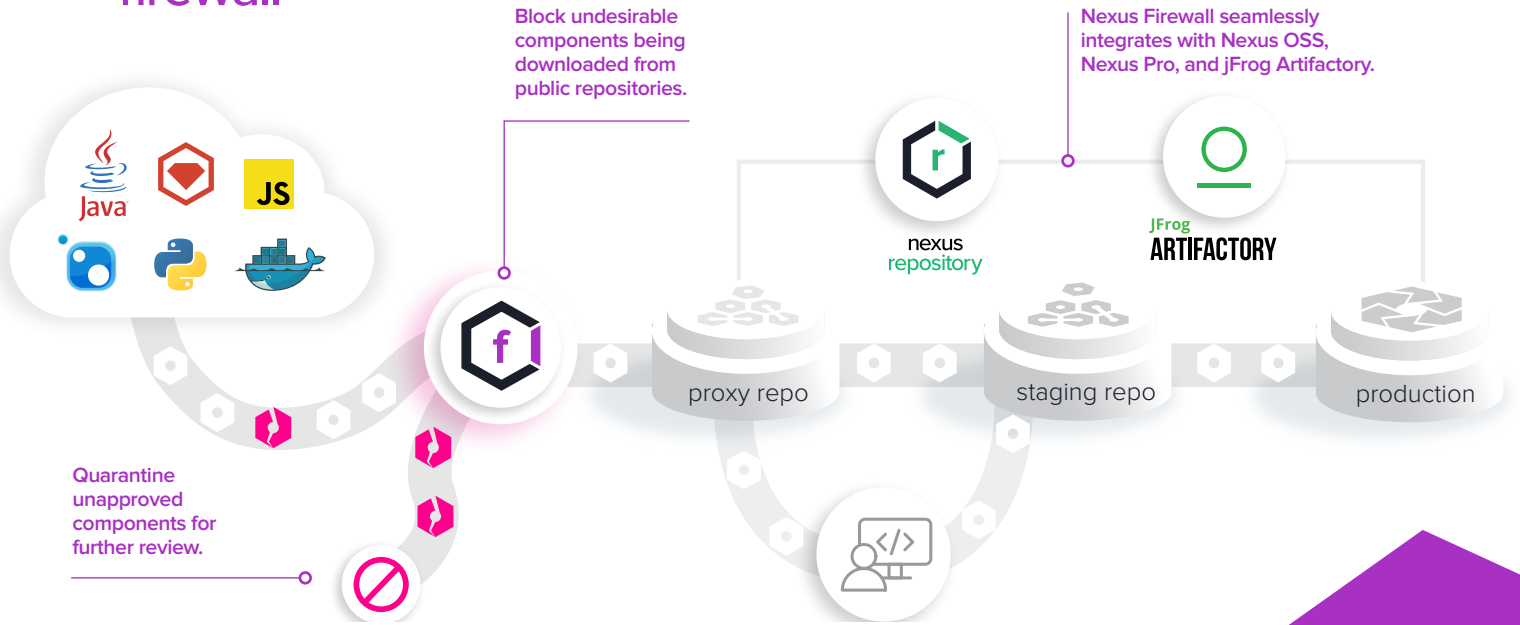 firewall
Block undesirable
components being
downloaded from
public repositories.
Nexus Firewall seamlessly
integrates with Nexus OSS,
Nexus Pro, and jFrog Artifactory.
Java
JS
r
nexus
repository
JFrog
ARTIFACTORY
f
proxy repo
staging repo
production
Quarantine
unapproved
components for
further review.
</>